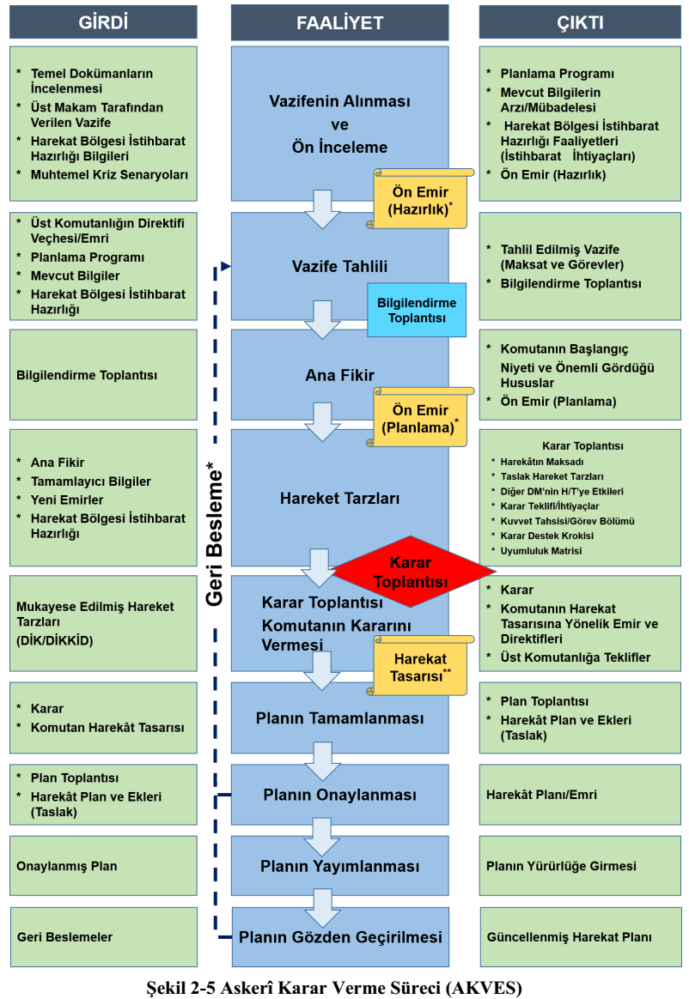 GİRDİ
FAALİYET
ÇIKTI
* Temel Dokümanların
İncelenmesi
* Üst Makam Tarafından
Verilen Vazife
* Harekat Bölgesi İstihbarat
Hazırlığı Bilgileri
* Muhtemel Kriz Senaryoları
Vazifenin Alınması
ve
Ön İnceleme
* Planlama Programı
* Mevcut Bilgilerin
Arzı/Mübadelesi
* Harekat Bölgesi İstihbarat
Hazırlığı Faaliyetleri
(İstihbarat İhtiyaçları)
* Ön Emir (Hazırlık)
Ön Emir
(Hazırlık)*
* Üst Komutanlığın Direktifi
Veçhesi/Emri
* Planlama Programı
* Mevcut Bilgiler
* Harekat Bölgesi İstihbarat
Hazırlığı
Vazife Tahlili
* Tahlil Edilmiş Vazife
(Maksat ve Görevler)
* Bilgilendirme Toplantısı
Bilgilendirme
Toplantısı
Bilgilendirme Toplantısı
Ana Fikir
* Komutanın Başlangıç
Niyeti ve Önemli Gördüğü
Hususlar
* Ön Emir (Planlama)
Ön Emir
(Planlama)*
* Ana Fikir
* Tamamlayıcı Bilgiler
* Yeni Emirler
* Harekat Bölgesi İstihbarat
Hazırlığı
Geri Besleme*
Hareket Tarzları
Karar Toplantısı
* Harekâtın Maksadı
* Taslak Hareket Tarzları
* Diğer DM'nin H/T'ye Etkileri
* Karar Teklifi/İhtiyaçlar
* Kuvvet Tahsisi/Görev Bölümü
* Karar Destek Krokisi
* Uyumluluk Matrisi
Karar
Toplantısı
Mukayese Edilmiş Hareket
Tarzları
(DİK/DİKKİD)
Karar Toplantısı
Komutanın Kararını
Vermesi
* Karar
* Komutanın Harekat
Tasarısına Yönelik Emir ve
Direktifleri
* Üst Komutanlığa Teklifler
Harekat
Tasarısı**
* Karar
* Komutan Harekât Tasarısı
Planın Tamamlanması
* Plan Toplantısı
* Harekât Plan ve Ekleri
(Taslak)
* Plan Toplantısı
* Harekât Plan ve Ekleri
(Taslak)
Planın Onaylanması
Harekât Planı/Emri
Onaylanmış Plan
Planın Yayımlanması
Planın Yürürlüğe Girmesi
Geri Beslemeler
Planın Gözden Geçirilmesi
Güncellenmiş Harekat Planı
Şekil 2-5 Askerî Karar Verme Süreci (AKVES)